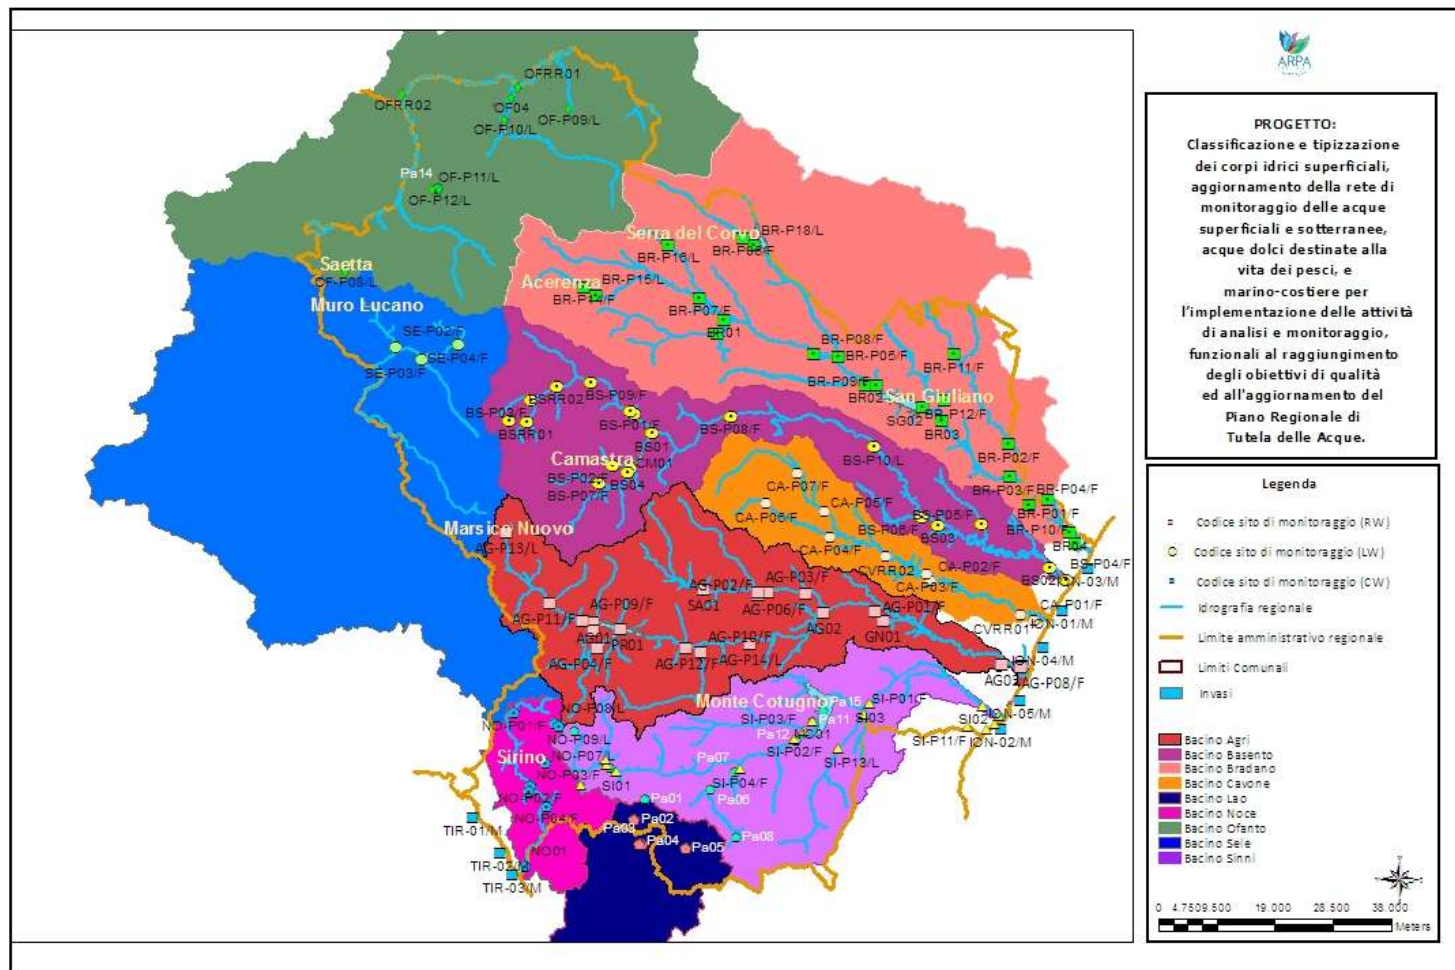 ARPA
PROGETTO:
Classificazione e tipizzazione
dei corpi idrici superficiali,
aggiornamento della rete di
monitoraggio delle acque
superficiali e sotterranee,
acque dolci destinate alla
vita dei pesci, e
marino-costiere per
l'implementazione delle attività
di analisi e monitoraggio,
funzionali al raggiungimento
degli obiettivi di qualità
ed all'aggiornamento del
Piano Regionale di
Tutela delle Acque.
Legenda
Codice sito di monitoraggio (RW)
Codice sito di monitoraggio (LW)
Codice sito di monitoraggio (CW)
Idrografia regionale
Limite amministrativo regionale
Limiti Comunali
Invasi
Bacino Agri
Bacino Basento
Bacino Bradano
Bacino Cavone
Bacino Lao
Bacino Noce
Bacino Ofanto
Bacino Sele
Bacino Sinni
0 4.7509.500 19.000 28.500 38.000
Meters
OFRR01
OFRR02
OF04
OF-P10/L
OF-P09/L
Pa14
OF-P11/L
OF-P12/L
Saetta
OF-P08/L
Muro Lucano
SE-P02/F
SE-P04/F
SE-P03/F
Serra del Corvo
BR-P18/L
BR-P16/L
Acerenza
BR-P15/L
BR-P14/F
BR-P07/F
BR01
BR-P08/F
BR-P05/F
BR-P11/F
BR-P09/F
BR02
San Giuliano
SG02
BR-P12/F
BR03
BR-P02/F
BR-P03/F
BR-P04/F
BR-P01/F
BR-P10/F
BR04
BSRR02
BS-P09/F
BS-P03/F
BSRR01
BS-P01/F
BS-P08/F
BS01
Camastra
CM01
BS-P02/F
BS04
BS-P07/F
BS-P10/L
BS-P05/F
BS-P06/F
BS03
BS02
BS-P04/F
ION-03/M
CA-P07/F
CA-P05/F
CA-P06/F
CA-P04/F
CVRR02
CA-P02/F
CA-P03/F
CA-P01/F
CVRR01
ION-01/M
Marsico Nuovo
AG-P13/L
AG-P02/F
AG-P03/F
SA01
AG-P06/F
AG-P09/F
AG-P11/F
AG01
PR01
AG-P04/F
AG-P10/F
AG-P12/F
AG-P14/L
AG02
AG-P01/F
GN01
ION-04/M
AG03
AG-P08/F
Monte Cotugno
Pa15
SI-P01/F
SI-P03/F
Pa11
SI3
Pa12
MC01
SI-P02/F
SI-P13/L
SI02
ION-05/M
SI-P11/F
ION-02/M
Pa07
SI-P04/F
Pa06
Pa08
SI01
NO-P08/L
NO-P01/F
NO-P09/L
Sirino
NO-P07/L
NO-P03/F
NO-P02/F
NO-P04/F
NO01
Pa01
Pa02
Pa03
Pa04
Pa05
TIR-01/M
TIR-02/M
TIR-03/M